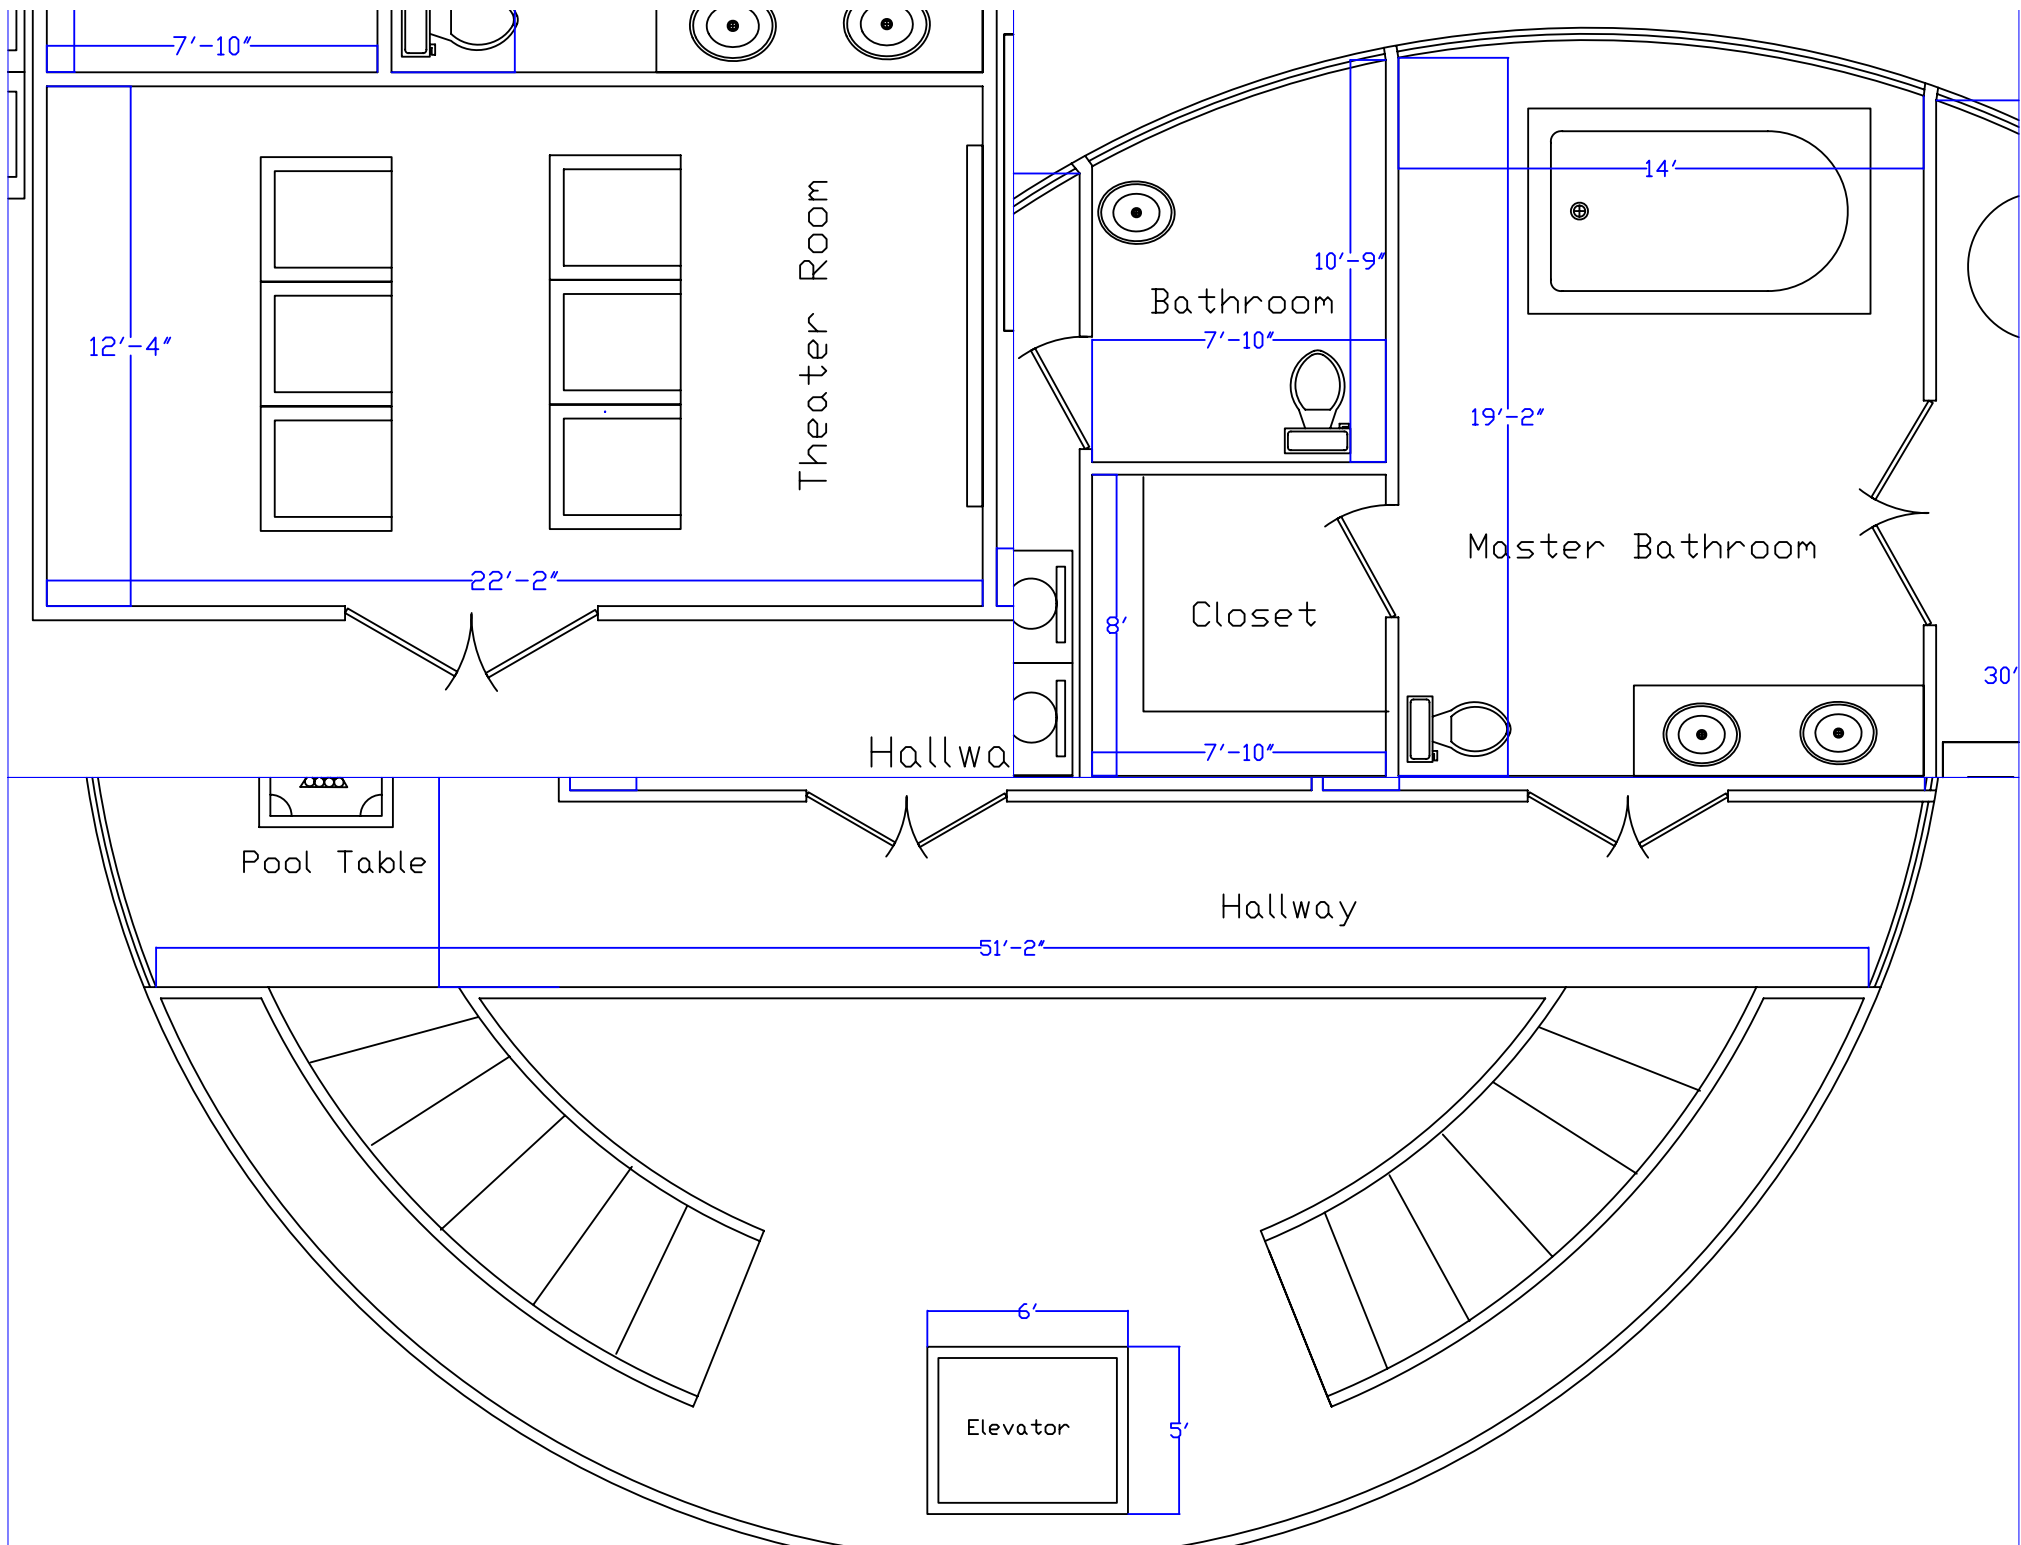 7'-10"
12'-4"
Theater Room
22'-2"
Hallwa
14'
10'-9"
Bathroom
7'-10"
19'-2"
Master Bathroom
Closet
8'
30'
7'-10"
Pool Table
Hallway
51'-2"
6'
Elevator
5'